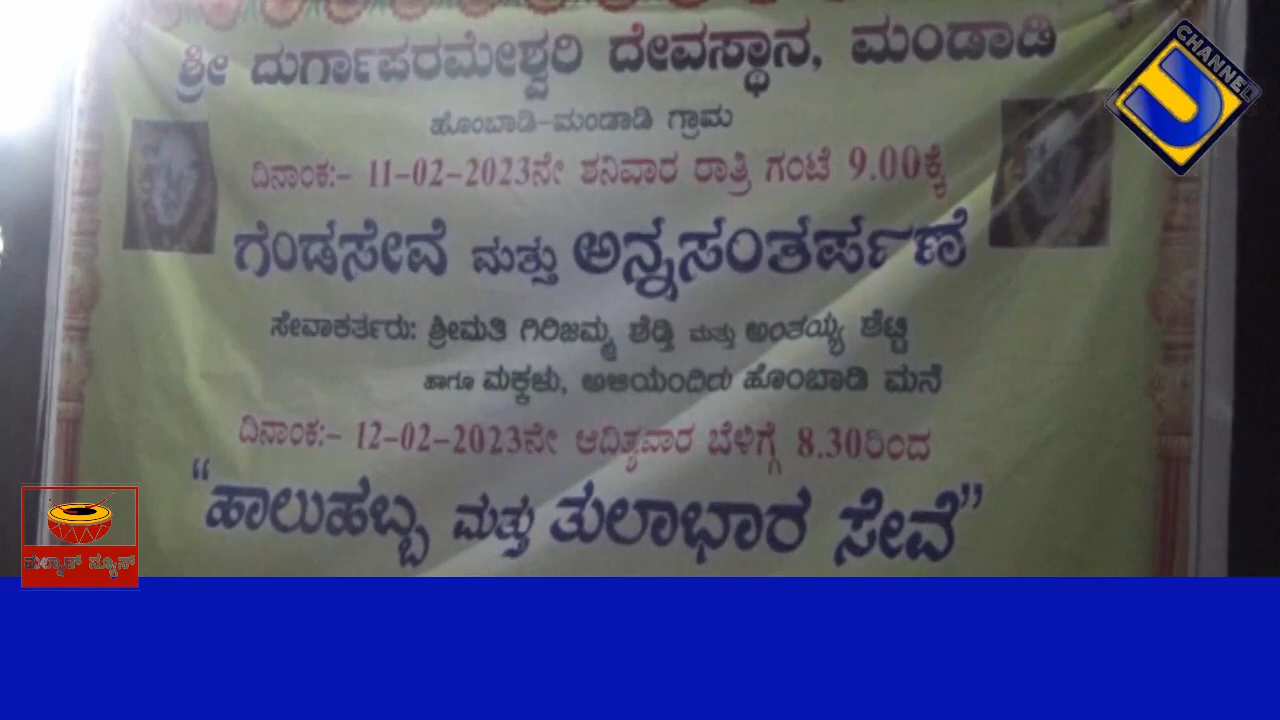 ಶ್ರೀ ದುರ್ಗಾಪರಮೇಶ್ವರಿ ದೇವಸ್ಥಾನ, ಮಂಡಾಡಿ
ಹೊಂಬಾಡಿ-ಮಂಡಾಡಿ ಗ್ರಾಮ
ದಿನಾಂಕ:- 11-02-2023ನೇ ಶನಿವಾರ ರಾತ್ರಿ ಗಂಟೆ 9.00ಕ್ಕೆ
ಗೆಂಡಸೇವೆ ಮತ್ತು ಅನ್ನಸಂತರ್ಪಣೆ
ಸೇವಾಕರ್ತರು: ಶ್ರೀಮತಿ ಗಿರಿಜಮ್ಮ ಶೆಡ್ತಿ ಮತ್ತು ಅಂತಯ್ಯ ಶೆಟ್ಟಿ
ಹಾಗೂ ಮಕ್ಕಳು, ಅಳಿಯಂದಿರು ಹೊಂಬಾಡಿ ಮನೆ
ದಿನಾಂಕ:- 12-02-2023ನೇ ಆದಿತ್ಯವಾರ ಬೆಳಿಗ್ಗೆ 8.30ರಿಂದ
“ಹಾಲುಹಬ್ಬ ಮತ್ತು ತುಲಾಭಾರ ಸೇವೆ”
CHANNEL
U
ಮಲ್ನಾಡ್ ನ್ಯೂಸ್